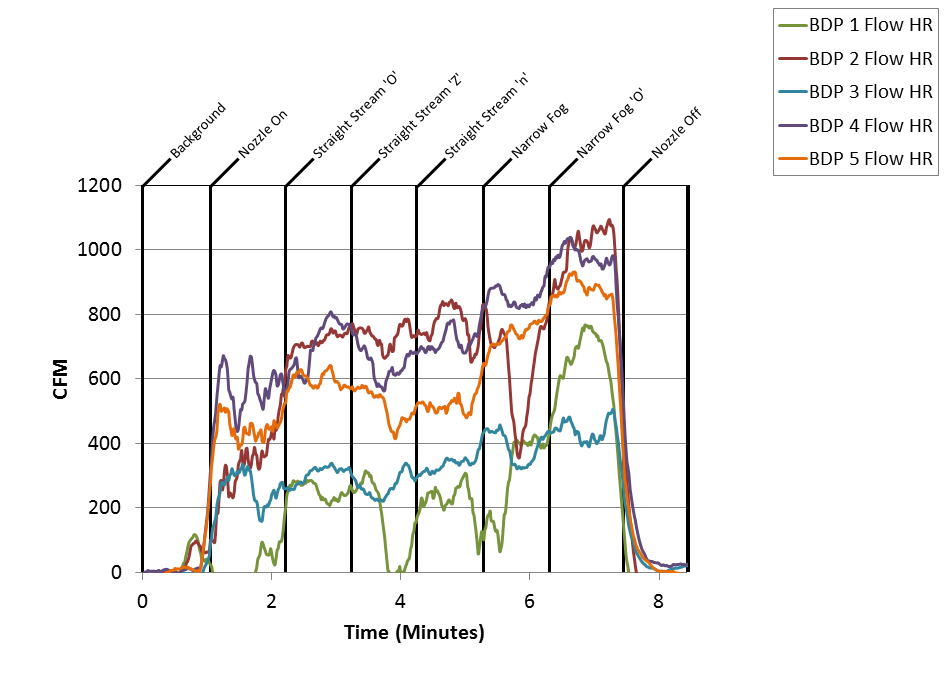 BDP 1 Flow HR
BDP 2 Flow HR
BDP 3 Flow HR
BDP 4 Flow HR
BDP 5 Flow HR
Background
Nozzle On
Straight Stream 'O'
Straight Stream 'Z'
Straight Stream 'n'
Narrow Fog
Narrow Fog 'O'
Nozzle Off
1200
1000
800
600
400
200
0
CFM
0 2 4 6 8
Time (Minutes)